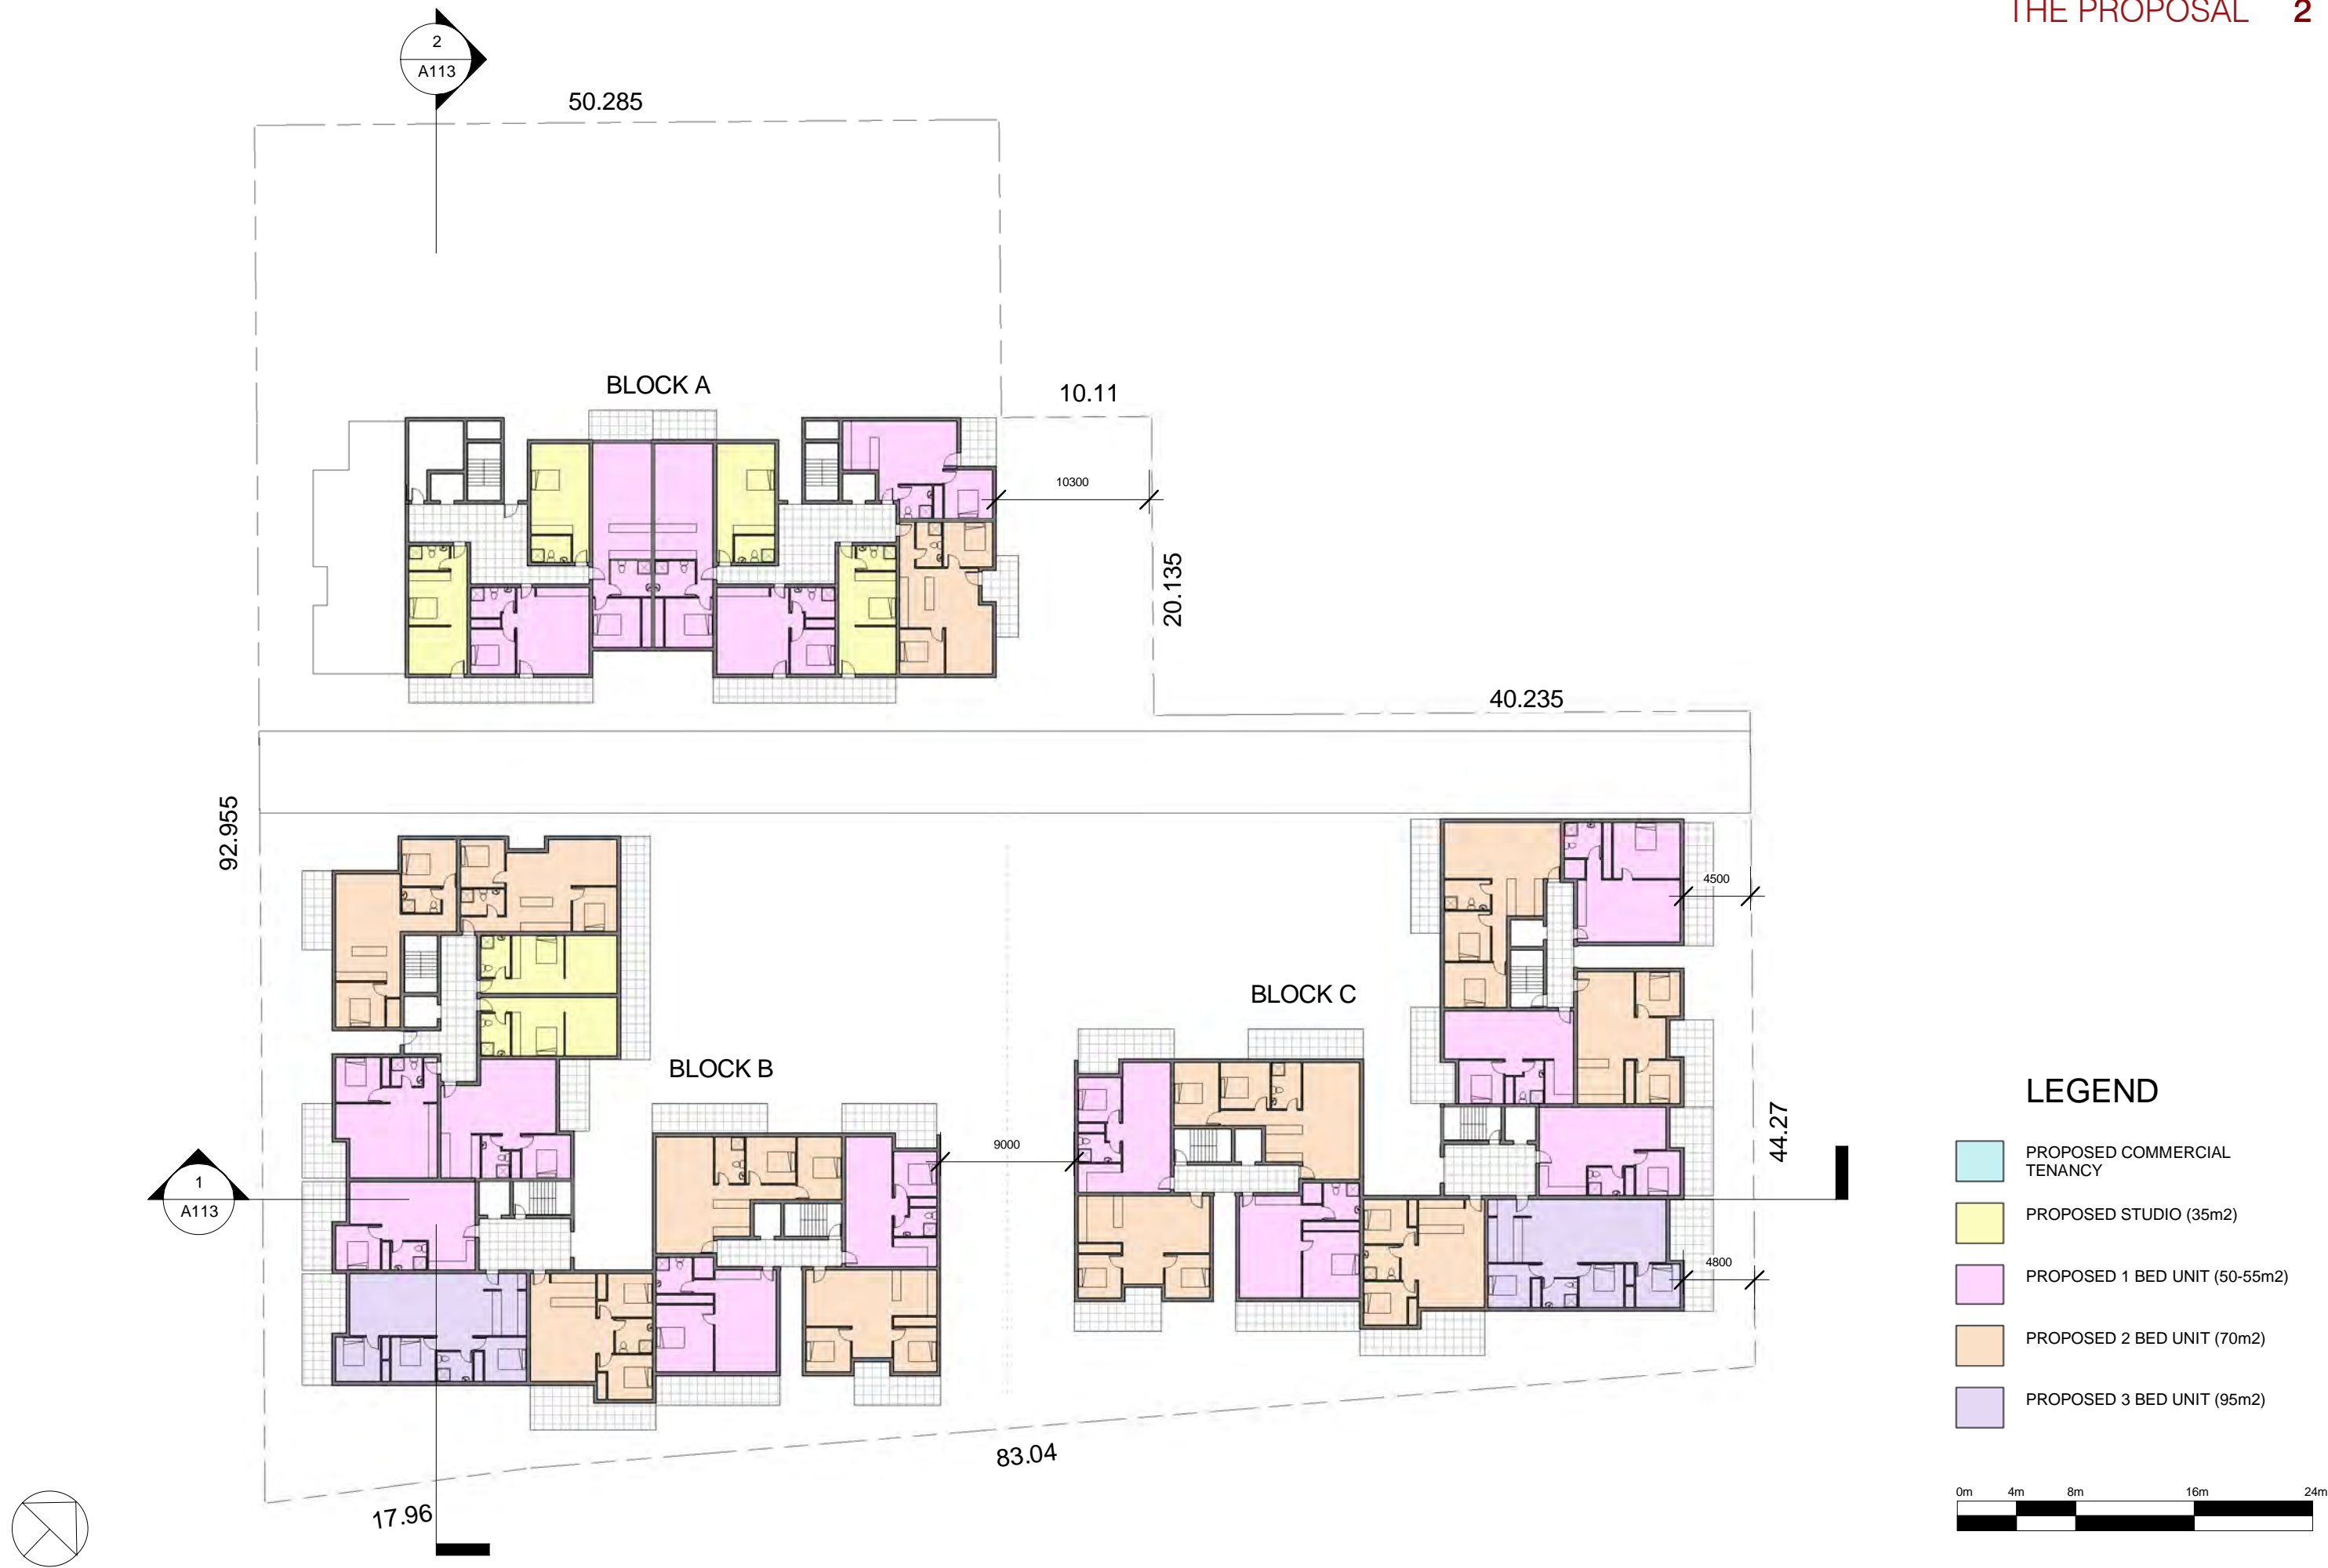 THE PROPOSAL 2
2
A113
50.285
BLOCK A
10.11
10300
20.135
40.235
92.955
4500
BLOCK C
BLOCK B
9000
44.27
1
A113
4800
83.04
17.96
LEGEND
PROPOSED COMMERCIAL
TENANCY
PROPOSED STUDIO (35m2)
PROPOSED 1 BED UNIT (50-55m2)
PROPOSED 2 BED UNIT (70m2)
PROPOSED 3 BED UNIT (95m2)
0m 4m 8m 16m 24m